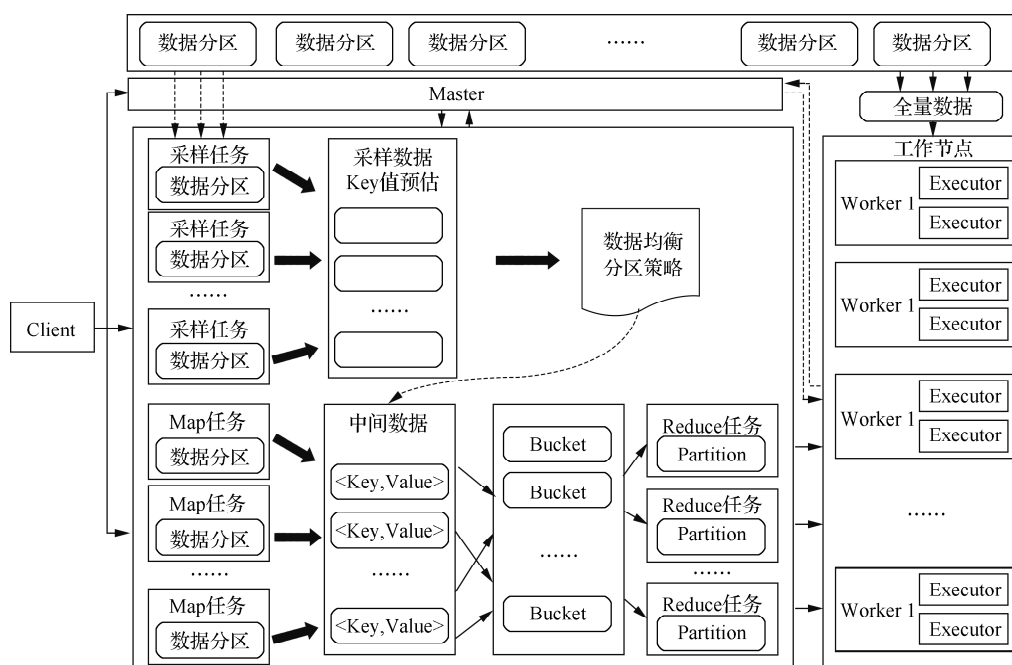 数据分区
数据分区
数据分区
……
数据分区
数据分区
Master
全量数据
Client
采样任务
数据分区
采样任务
数据分区
……
采样任务
数据分区
采样数据
Key值预估
……
数据均衡
分区策略
Map任务
数据分区
Map任务
数据分区
……
Map任务
数据分区
中间数据
<Key,Value>
<Key,Value>
……
<Key,Value>
Bucket
Bucket
……
Bucket
Reduce任务
Partition
Reduce任务
Partition
……
Reduce任务
Partition
工作节点
Worker 1
Executor
Executor
Worker 1
Executor
Executor
Worker 1
Executor
Executor
……
Worker 1
Executor
Executor